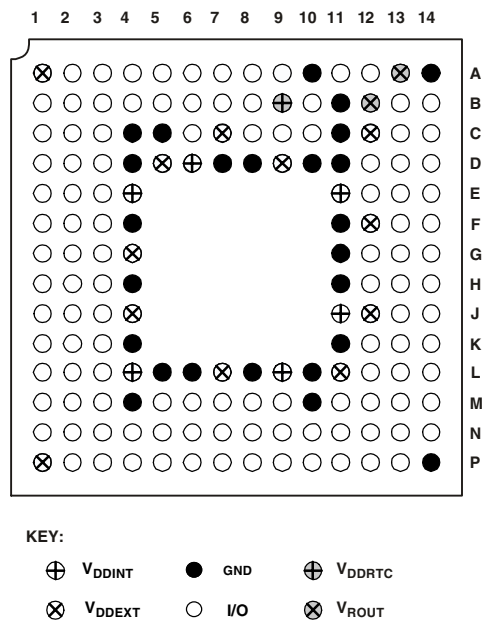 1 2 3 4 5 6 7 8 9 10 11 12 13 14
A
B
C
D
E
F
G
H
J
K
L
M
N
P
KEY:
VDDINT GND VDDRTC
VDDEXT I/O VROUT